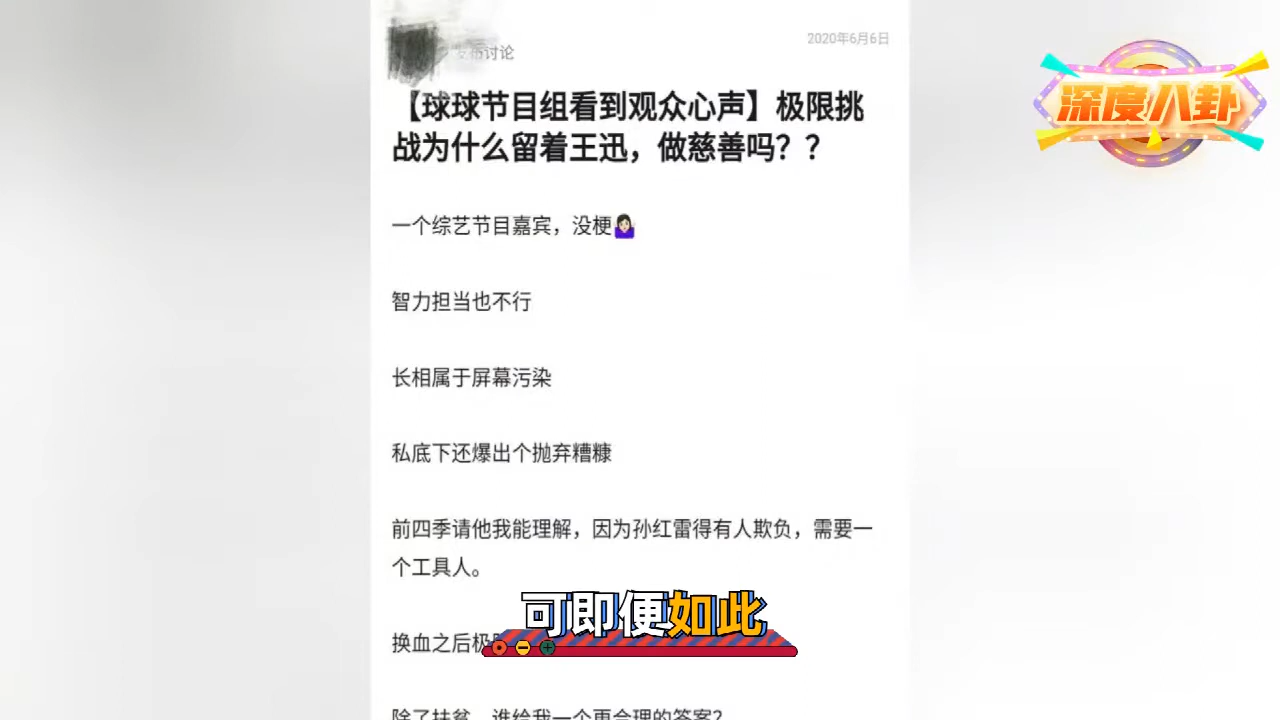 讨论
2020年6月6日
深度八卦
【球球节目组看到观众心声】极限挑
战为什么留着王迅，做慈善吗？？
一个综艺节目嘉宾，没梗🤷🏻‍♀️
智力担当也不行
长相属于屏幕污染
私底下还爆出个抛弃糟糠
前四季请他我能理解，因为孙红雷得有人欺负，需要一
个工具人。
可即便如此
换血之后极
除了扶贫，谁给我一个更合理的答案？